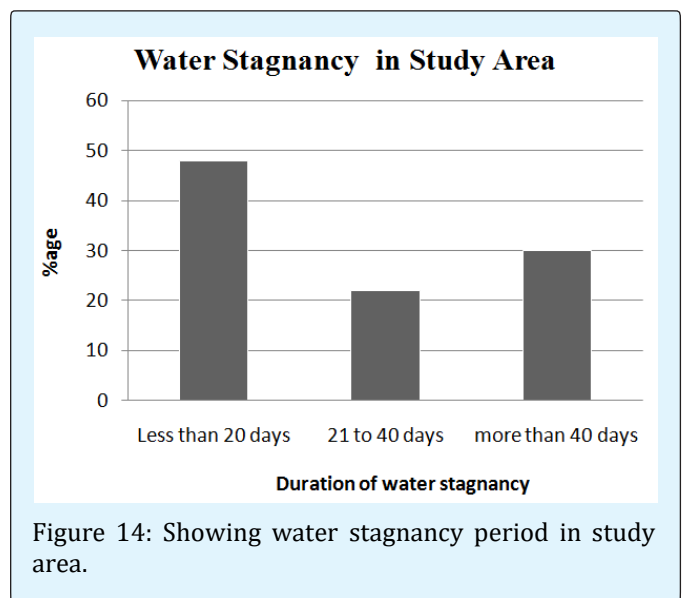 Water Stagnancy in Study Area
60
50
40
30
20
10
0
%age
Less than 20 days 21 to 40 days more than 40 days
Duration of water stagnancy
Figure 14: Showing water stagnancy period in study
area.